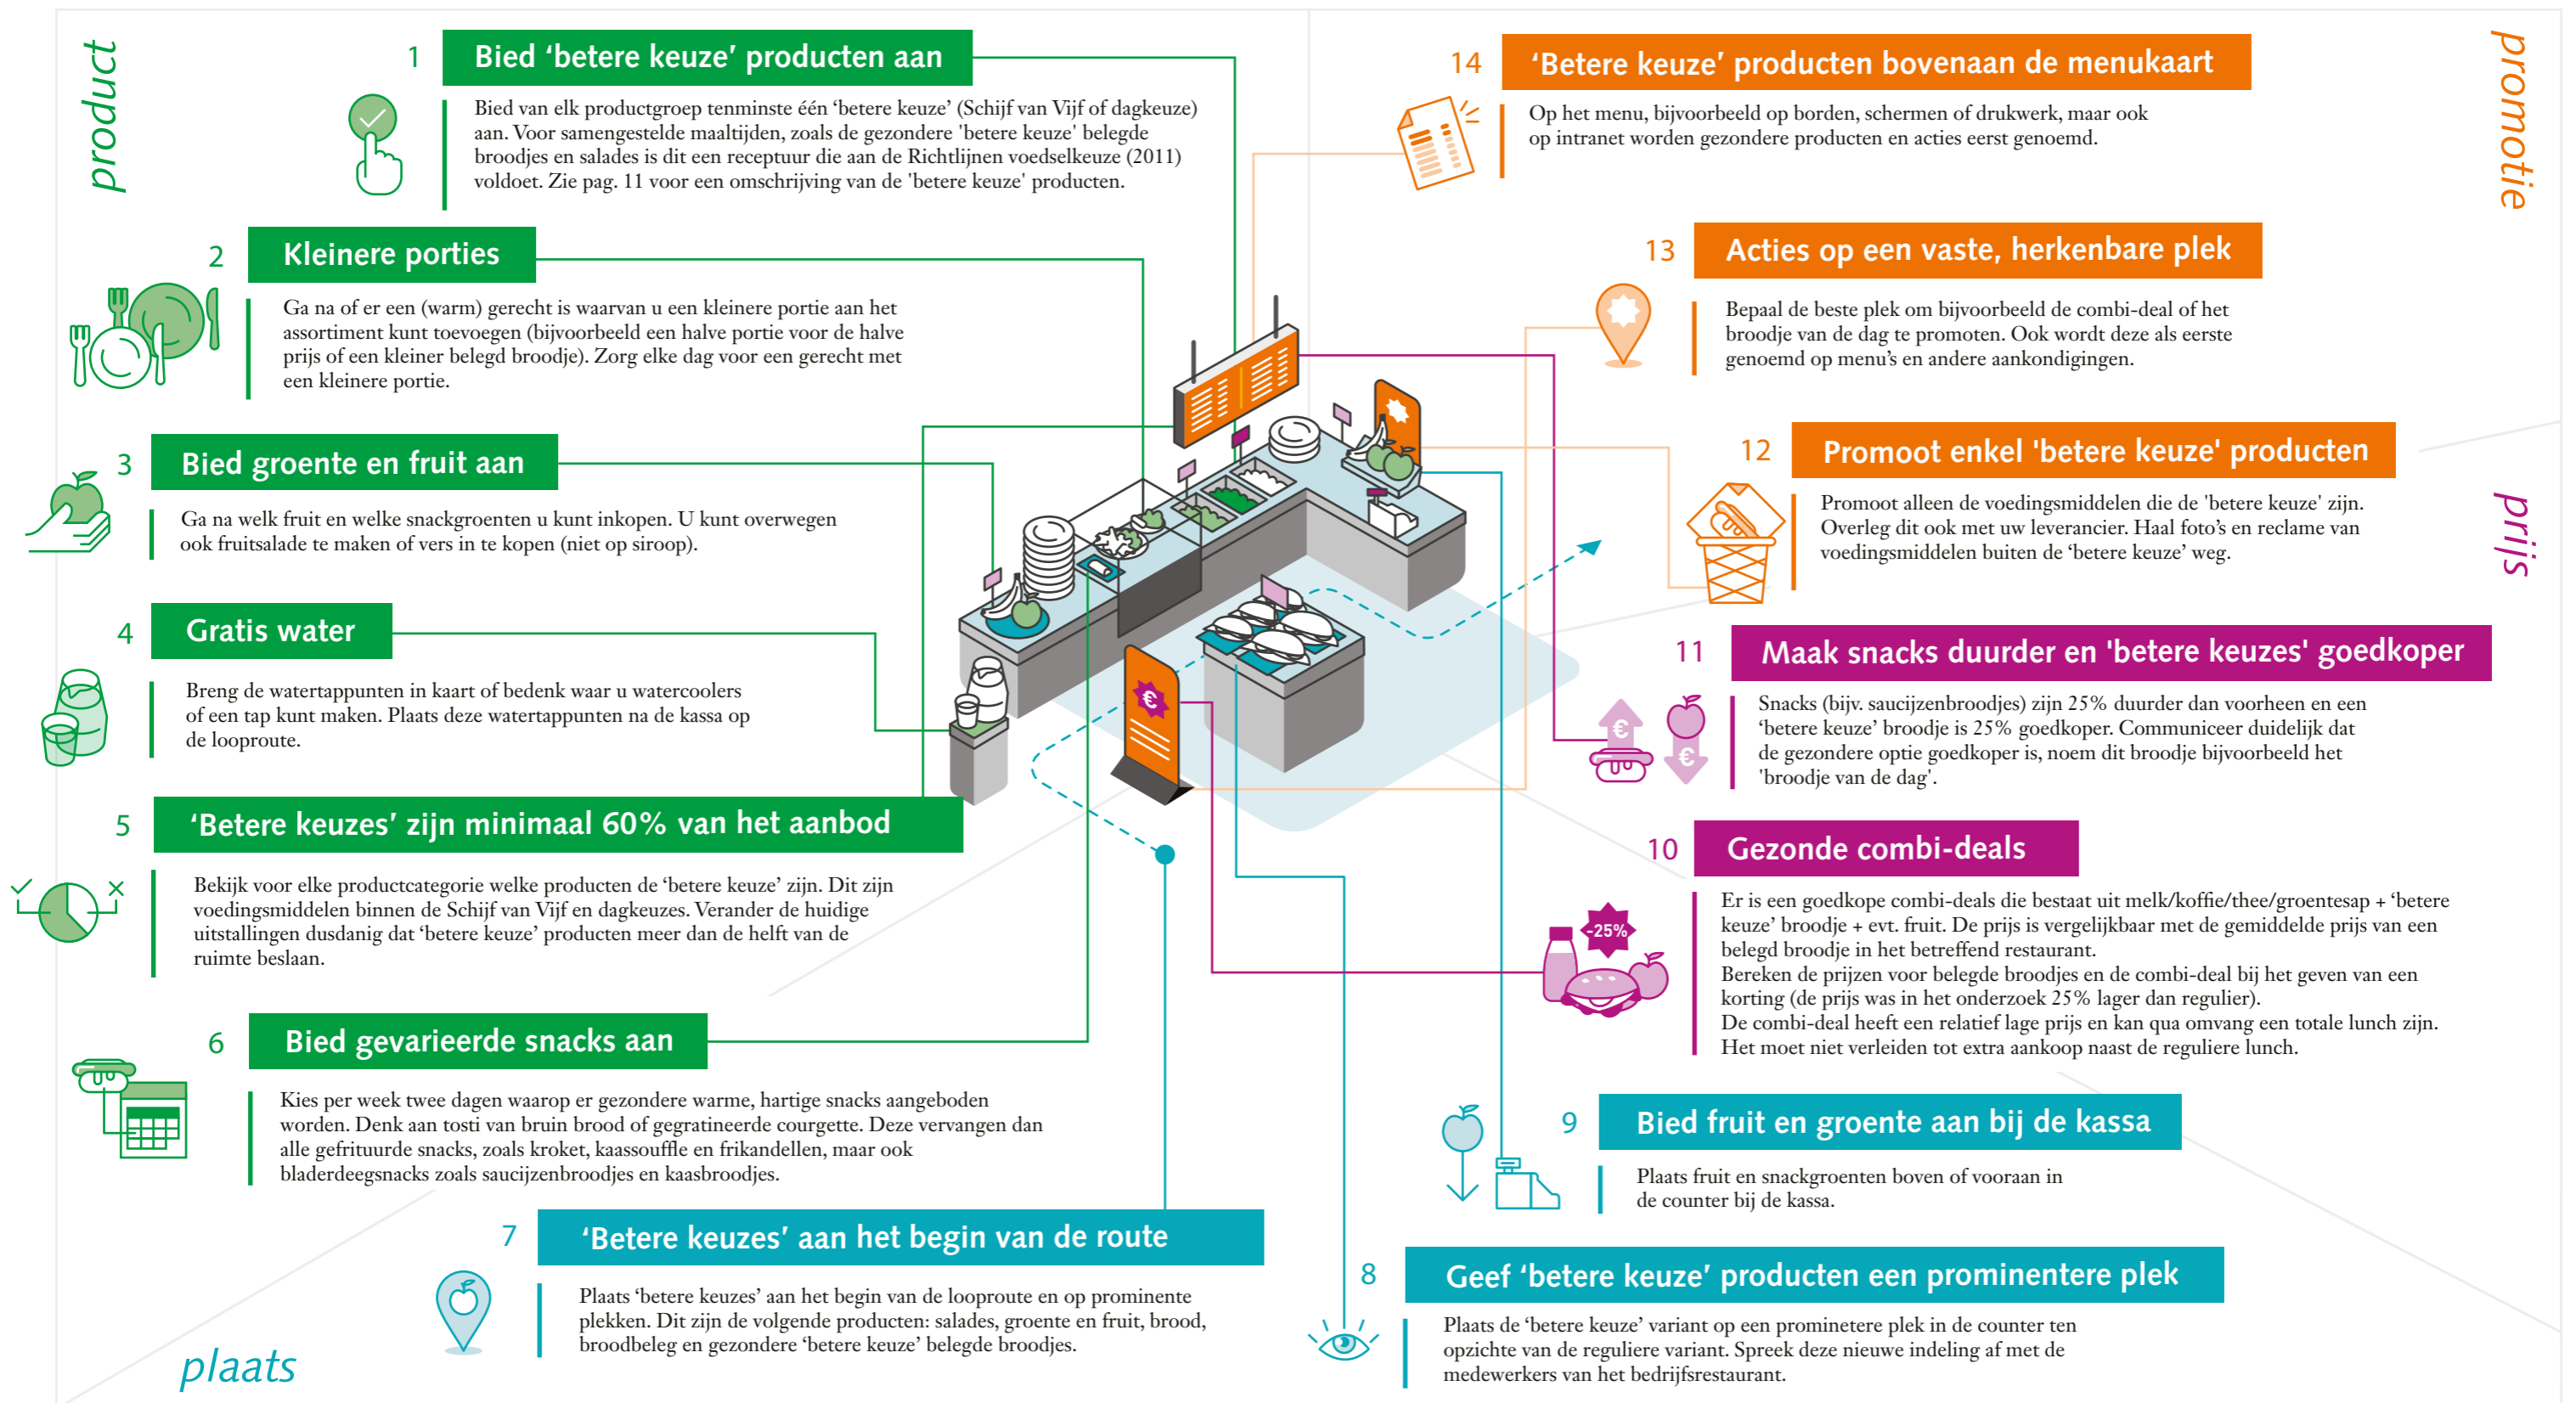 product
1
Bied ‘betere keuze’ producten aan
Bied van elk productgroep tenminste één ‘betere keuze’ (Schijf van Vijf of dagkeuze)
aan. Voor samengestelde maaltijden, zoals de gezondere 'betere keuze' belegde
broodjes en salades is dit een receptuur die aan de Richtlijnen voedselkeuze (2011)
voldoet. Zie pag. 11 voor een omschrijving van de 'betere keuze' producten.
2
Kleinere porties
Ga na of er een (warm) gerecht is waarvan u een kleinere portie aan het
assortiment kunt toevoegen (bijvoorbeeld een halve portie voor de halve
prijs of een kleiner belegd broodje). Zorg elke dag voor een gerecht met
een kleinere portie.
3
Bied groente en fruit aan
Ga na welk fruit en welke snackgroenten u kunt inkopen. U kunt overwegen
ook fruitsalade te maken of vers in te kopen (niet op siroop).
4
Gratis water
Breng de watertappunten in kaart of bedenk waar u watercoolers
of een tap kunt maken. Plaats deze watertappunten na de kassa op
de looproute.
5
‘Betere keuzes’ zijn minimaal 60% van het aanbod
Bekijk voor elke productcategorie welke producten de ‘betere keuze’ zijn. Dit zijn
voedingsmiddelen binnen de Schijf van Vijf en dagkeuzes. Verander de huidige
uitstallingen dusdanig dat ‘betere keuze’ producten meer dan de helft van de
ruimte beslaan.
6
Bied gevarieerde snacks aan
Kies per week twee dagen waarop er gezondere warme, hartige snacks aangeboden
worden. Denk aan tosti van bruin brood of gegratineerde courgette. Deze vervangen dan
alle gefrituurde snacks, zoals kroket, kaassouffle en frikandellen, maar ook
bladerdeegsnacks zoals saucijzenbroodjes en kaasbroodjes.
7
‘Betere keuzes’ aan het begin van de route
Plaats ‘betere keuzes’ aan het begin van de looproute en op prominente
plekken. Dit zijn de volgende producten: salades, groente en fruit, brood,
broodbeleg en gezondere ‘betere keuze’ belegde broodjes.
plaats
€
promotie
14
‘Betere keuze’ producten bovenaan de menukaart
Op het menu, bijvoorbeeld op borden, schermen of drukwerk, maar ook
op intranet worden gezondere producten en acties eerst genoemd.
13
Acties op een vaste, herkenbare plek
Bepaal de beste plek om bijvoorbeeld de combi-deal of het
broodje van de dag te promoten. Ook wordt deze als eerste
genoemd op menu’s en andere aankondigingen.
12
Promoot enkel 'betere keuze' producten
Promoot alleen de voedingsmiddelen die de 'betere keuze' zijn.
Overleg dit ook met uw leverancier. Haal foto’s en reclame van
voedingsmiddelen buiten de ‘betere keuze’ weg.
prijs
11
Maak snacks duurder en 'betere keuzes' goedkoper
Snacks (bijv. saucijzenbroodjes) zijn 25% duurder dan voorheen en een
‘betere keuze’ broodje is 25% goedkoper. Communiceer duidelijk dat
de gezondere optie goedkoper is, noem dit broodje bijvoorbeeld het
'broodje van de dag'.
€
€
10
Gezonde combi-deals
Er is een goedkope combi-deals die bestaat uit melk/koffie/thee/groentesap + ‘betere
keuze’ broodje + evt. fruit. De prijs is vergelijkbaar met de gemiddelde prijs van een
belegd broodje in het betreffend restaurant.
Bereken de prijzen voor belegde broodjes en de combi-deal bij het geven van een
korting (de prijs was in het onderzoek 25% lager dan regulier).
De combi-deal heeft een relatief lage prijs en kan qua omvang een totale lunch zijn.
Het moet niet verleiden tot extra aankoop naast de reguliere lunch.
-25%
9
Bied fruit en groente aan bij de kassa
Plaats fruit en snackgroenten boven of vooraan in
de counter bij de kassa.
8
Geef ‘betere keuze’ producten een prominentere plek
Plaats de ‘betere keuze’ variant op een prominetere plek in de counter ten
opzichte van de reguliere variant. Spreek deze nieuwe indeling af met de
medewerkers van het bedrijfsrestaurant.